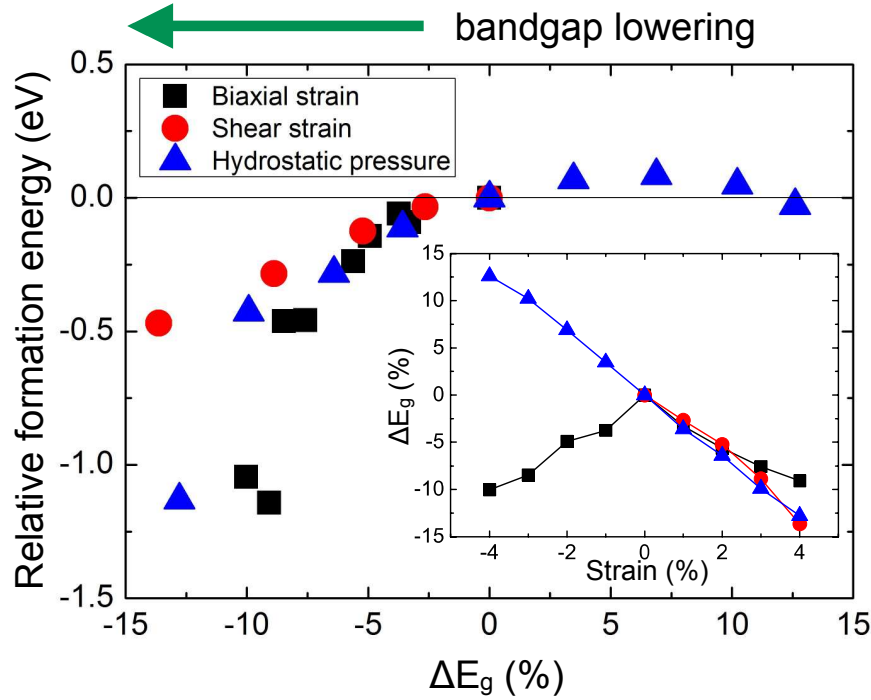 bandgap lowering
Relative formation energy (eV)
0.5
0.0
-0.5
-1.0
-1.5
Biaxial strain
Shear strain
Hydrostatic pressure
ΔEg (%)
15
10
5
0
-5
-10
-15
-4 -2 0 2 4
Strain (%)
-15 -10 -5 0 5 10 15
ΔEg (%)